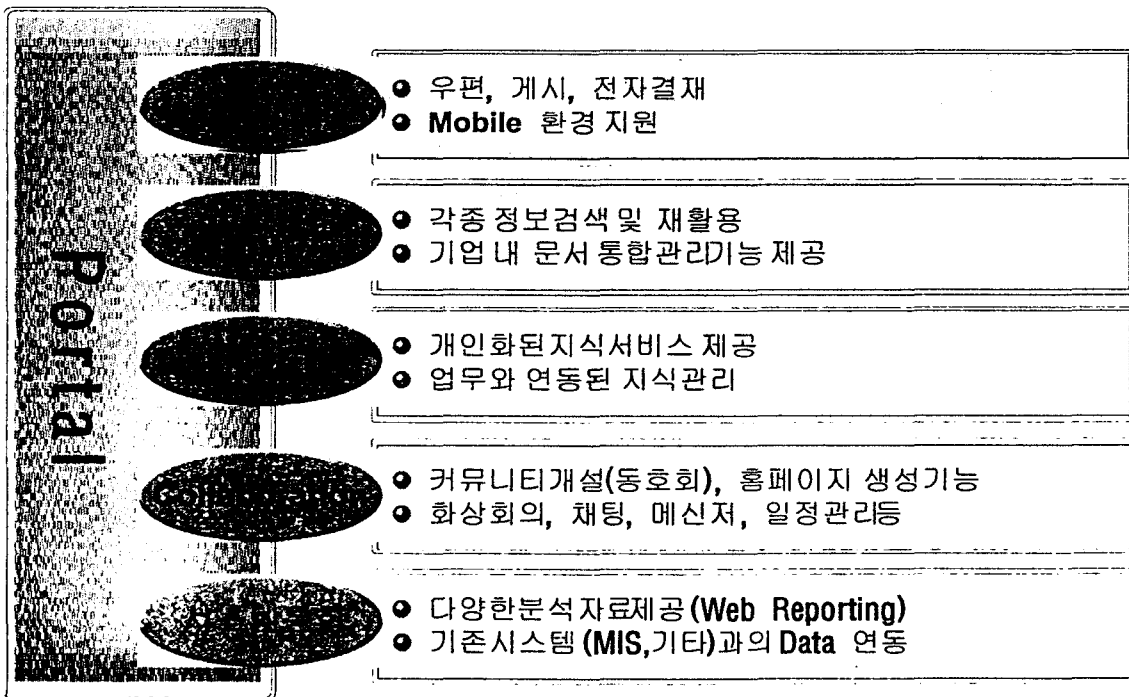 Portal
우편, 게시, 전자결재
Mobile 환경 지원
각종 정보검색 및 재활용
기업 내 문서 통합관리기능 제공
개인화된 지식서비스 제공
업무와 연동된 지식관리
커뮤니티개설(동호회), 홈페이지 생성기능
화상회의, 채팅, 메신저, 일정관리등
다양한분석자료제공 (Web Reporting)
기존시스템 (MIS,기타)과의 Data 연동